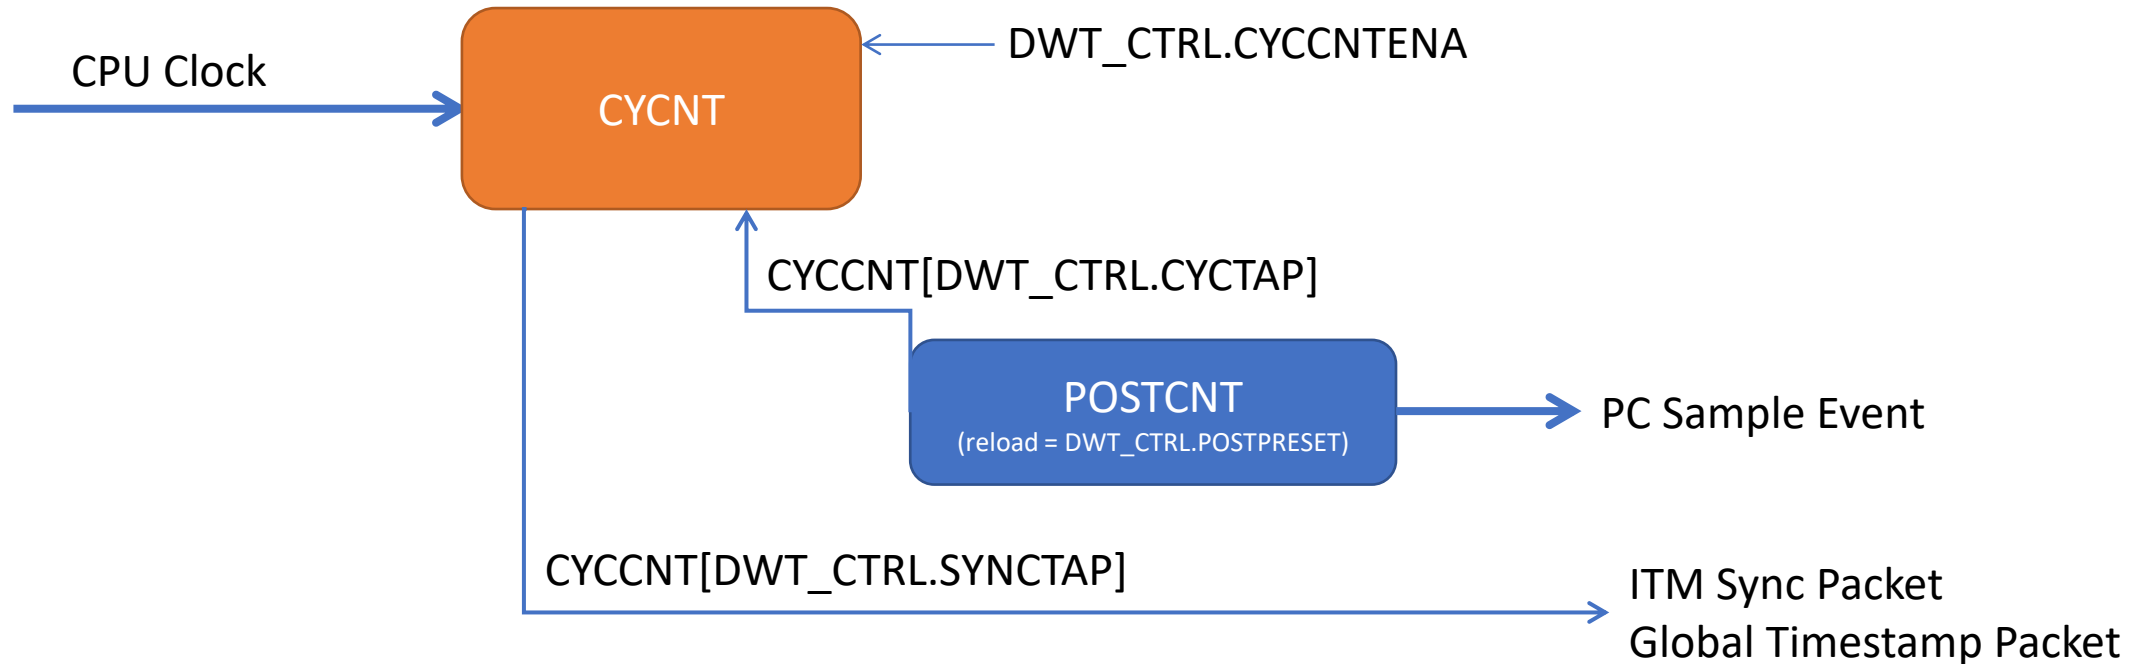 CPU Clock
CYCNT
DWT_CTRL.CYCCNTENA
CYCCNT[DWT_CTRL.CYCTAP]
POSTCNT
(reload = DWT_CTRL.POSTPRESET)
PC Sample Event
CYCCNT[DWT_CTRL.SYNCTAP]
ITM Sync Packet
Global Timestamp Packet